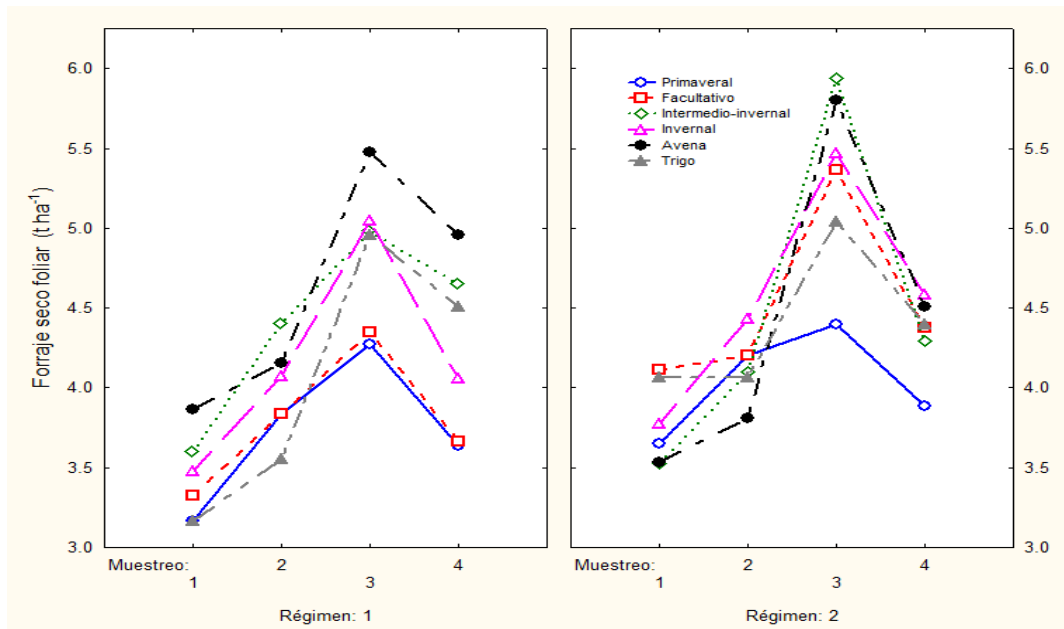 Forraje seco foliar (t ha-1)
6.0
5.5
5.0
4.5
4.0
3.5
3.0
Primaveral
Facultativo
Intermedio-invernal
Invernal
Avena
Trigo
6.0
5.5
5.0
4.5
4.0
3.5
3.0
Muestreo: 2 4
1 3
Régimen: 1
Muestreo: 2 4
1 3
Régimen: 2